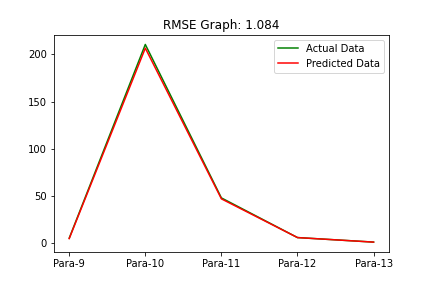 RMSE Graph: 1.084
Actual Data
Predicted Data
200
150
100
50
0
Para-9 Para-10 Para-11 Para-12 Para-13